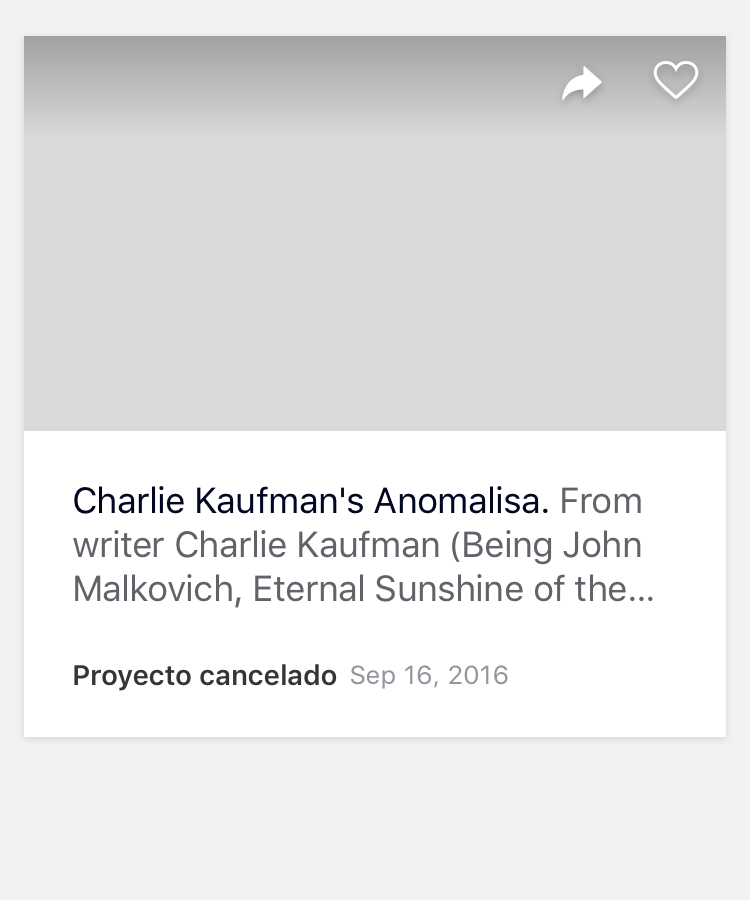 Charlie Kaufman's Anomalisa. From
writer Charlie Kaufman (Being John
Malkovich, Eternal Sunshine of the...
Proyecto cancelado Sep 16, 2016